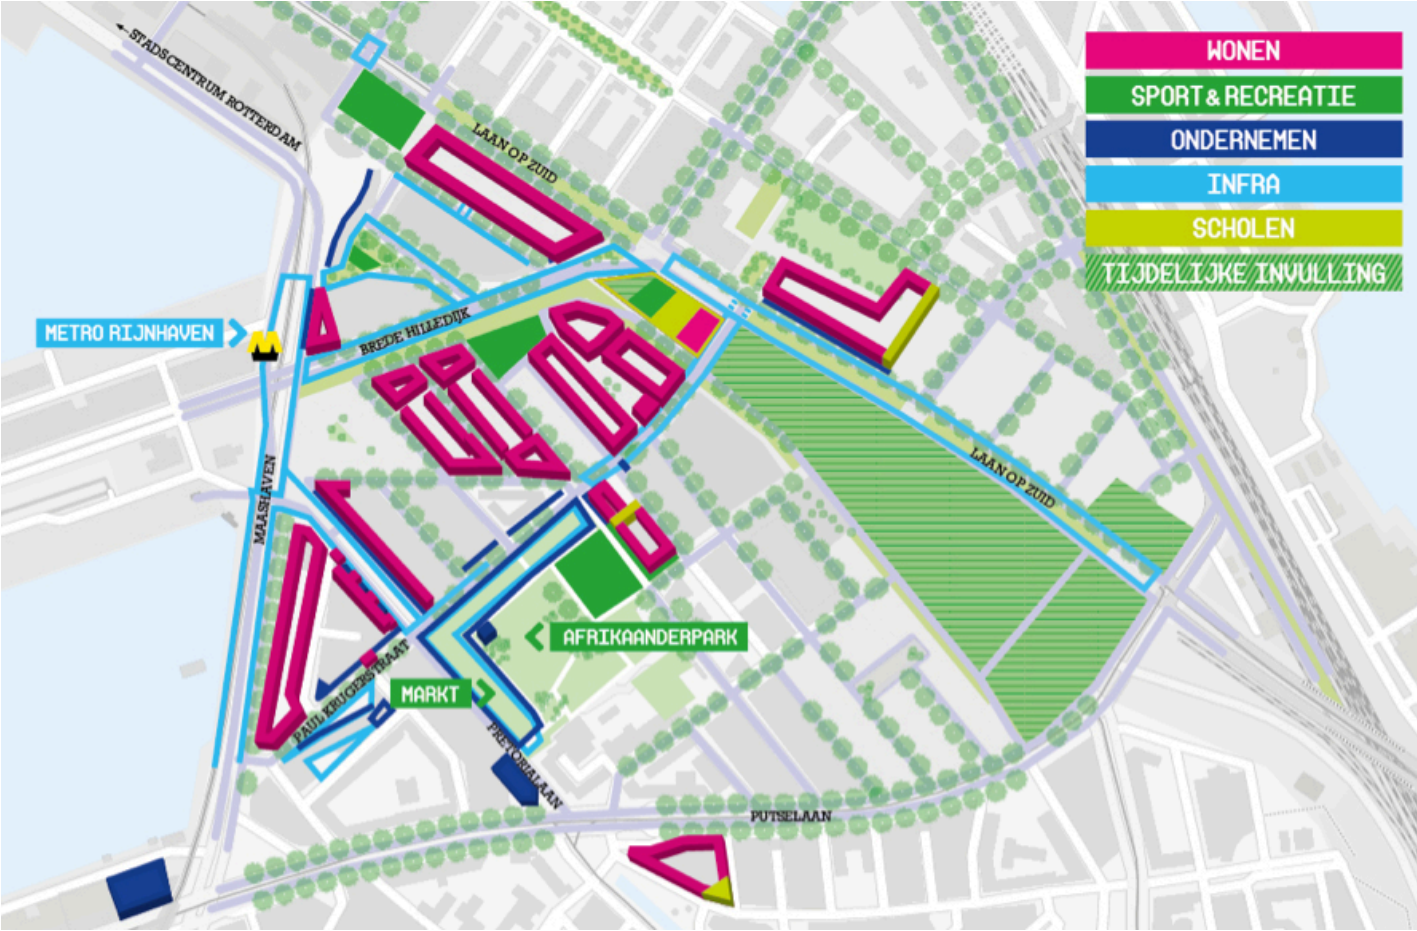 STADSCENTRUM ROTTERDAM
LAAN OP ZUID
WONEN
SPORT & RECREATIE
ONDERNEMEN
INFRA
SCHOLEN
TIJDELIJKE INVULLING
METRO RIJNHAVEN
M
BREDE HILLEDIJK
MAASHAVEN
LAAN OP ZUID
AFRIKAANDERPARK
MARKT
PAUL KRUGERSTRAAT
PRETORIALAAN
PUTSELAAN